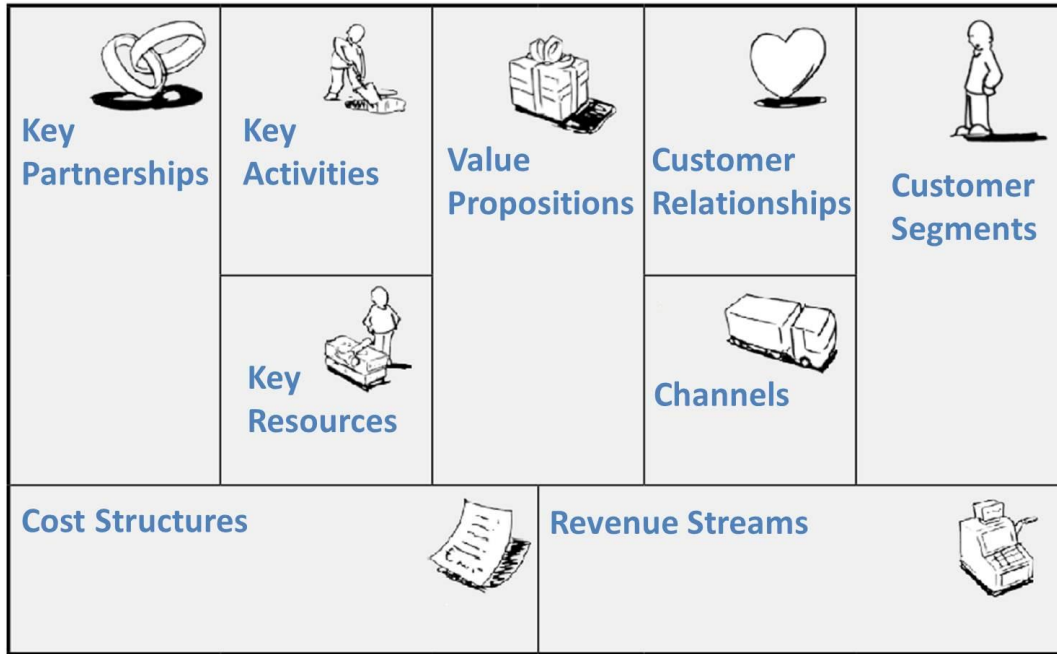 Key
Partnerships
Key
Activities
Key
Resources
Value
Propositions
Customer
Relationships
Channels
Customer
Segments
Cost Structures
Revenue Streams